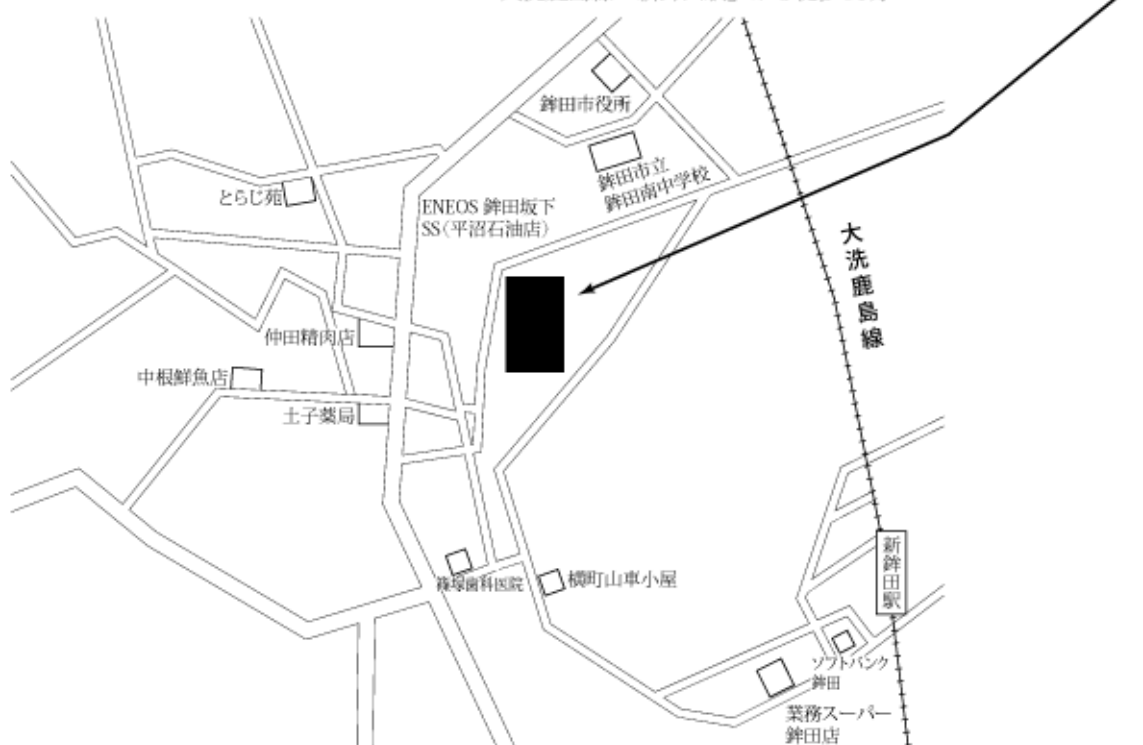 鉾田市役所
鉾田市立
鉾田南中学校
とらじ苑
ENEOS 鉾田坂下
SS（平沼石油店）
大洗鹿島線
仲田精肉店
中根鮮魚店
土子薬局
新鉾田駅
篠塚歯科医院
横町山車小屋
ソフトバンク
鉾田
業務スーパー
鉾田店